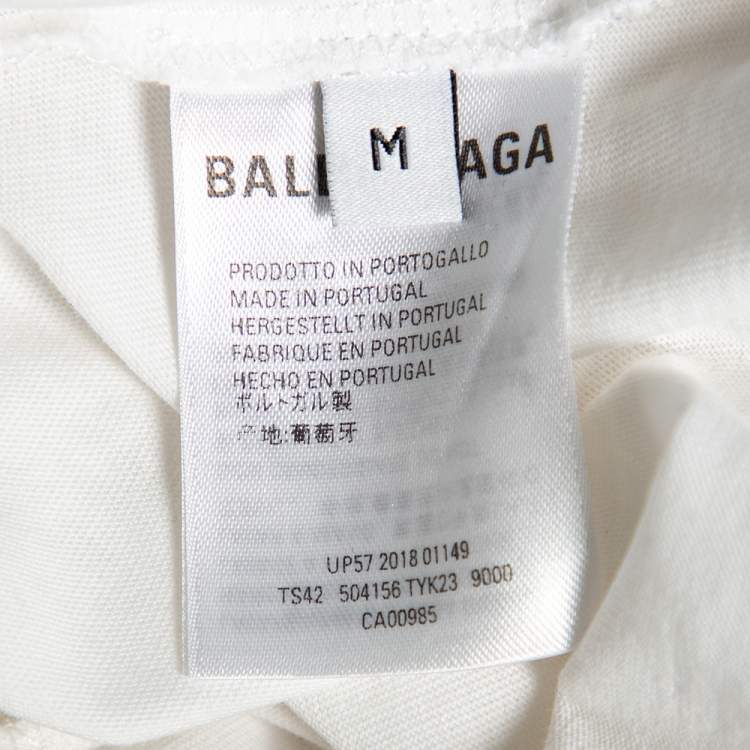 M
BAL AGA
PRODOTTO IN PORTOGALLO
MADE IN PORTUGAL
HERGESTELLT IN PORTUGAL
FABRIQUE EN PORTUGAL
HECHO EN PORTUGAL
ポルトガル製
产地:葡萄牙
UP57 2018 01149
TS42 504156 TYK23 9000
CA00985